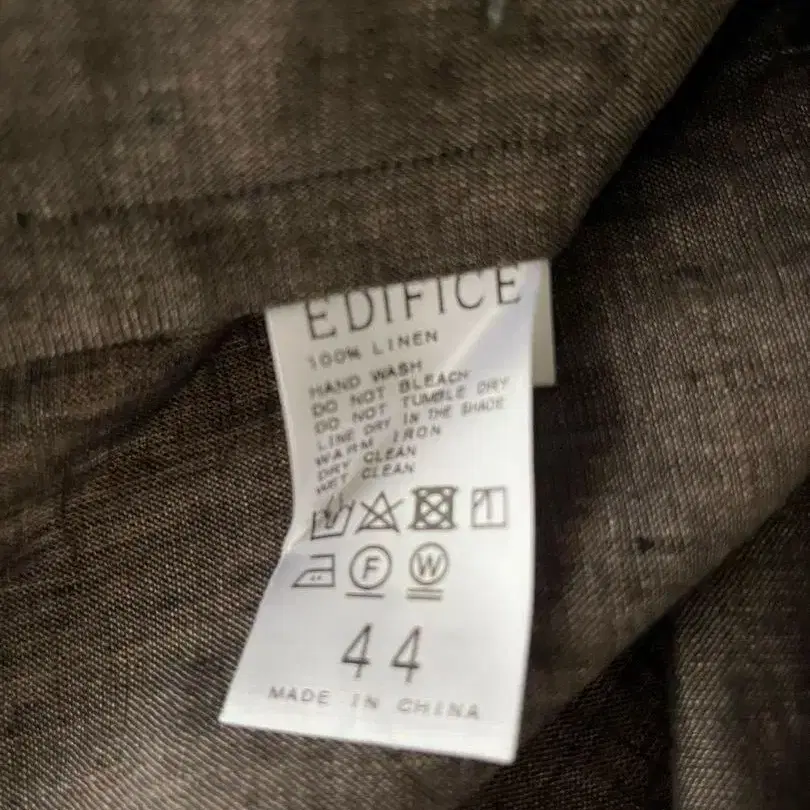 EDIFICE
100% LINEN
HAND WASH
DO NOT BLEACH
DO NOT TUMBLE DRY
LINE DRY IN THE SHADE
WARM IRON
DRY CLEAN
WET CLEAN
F W
44
MADE IN CHINA